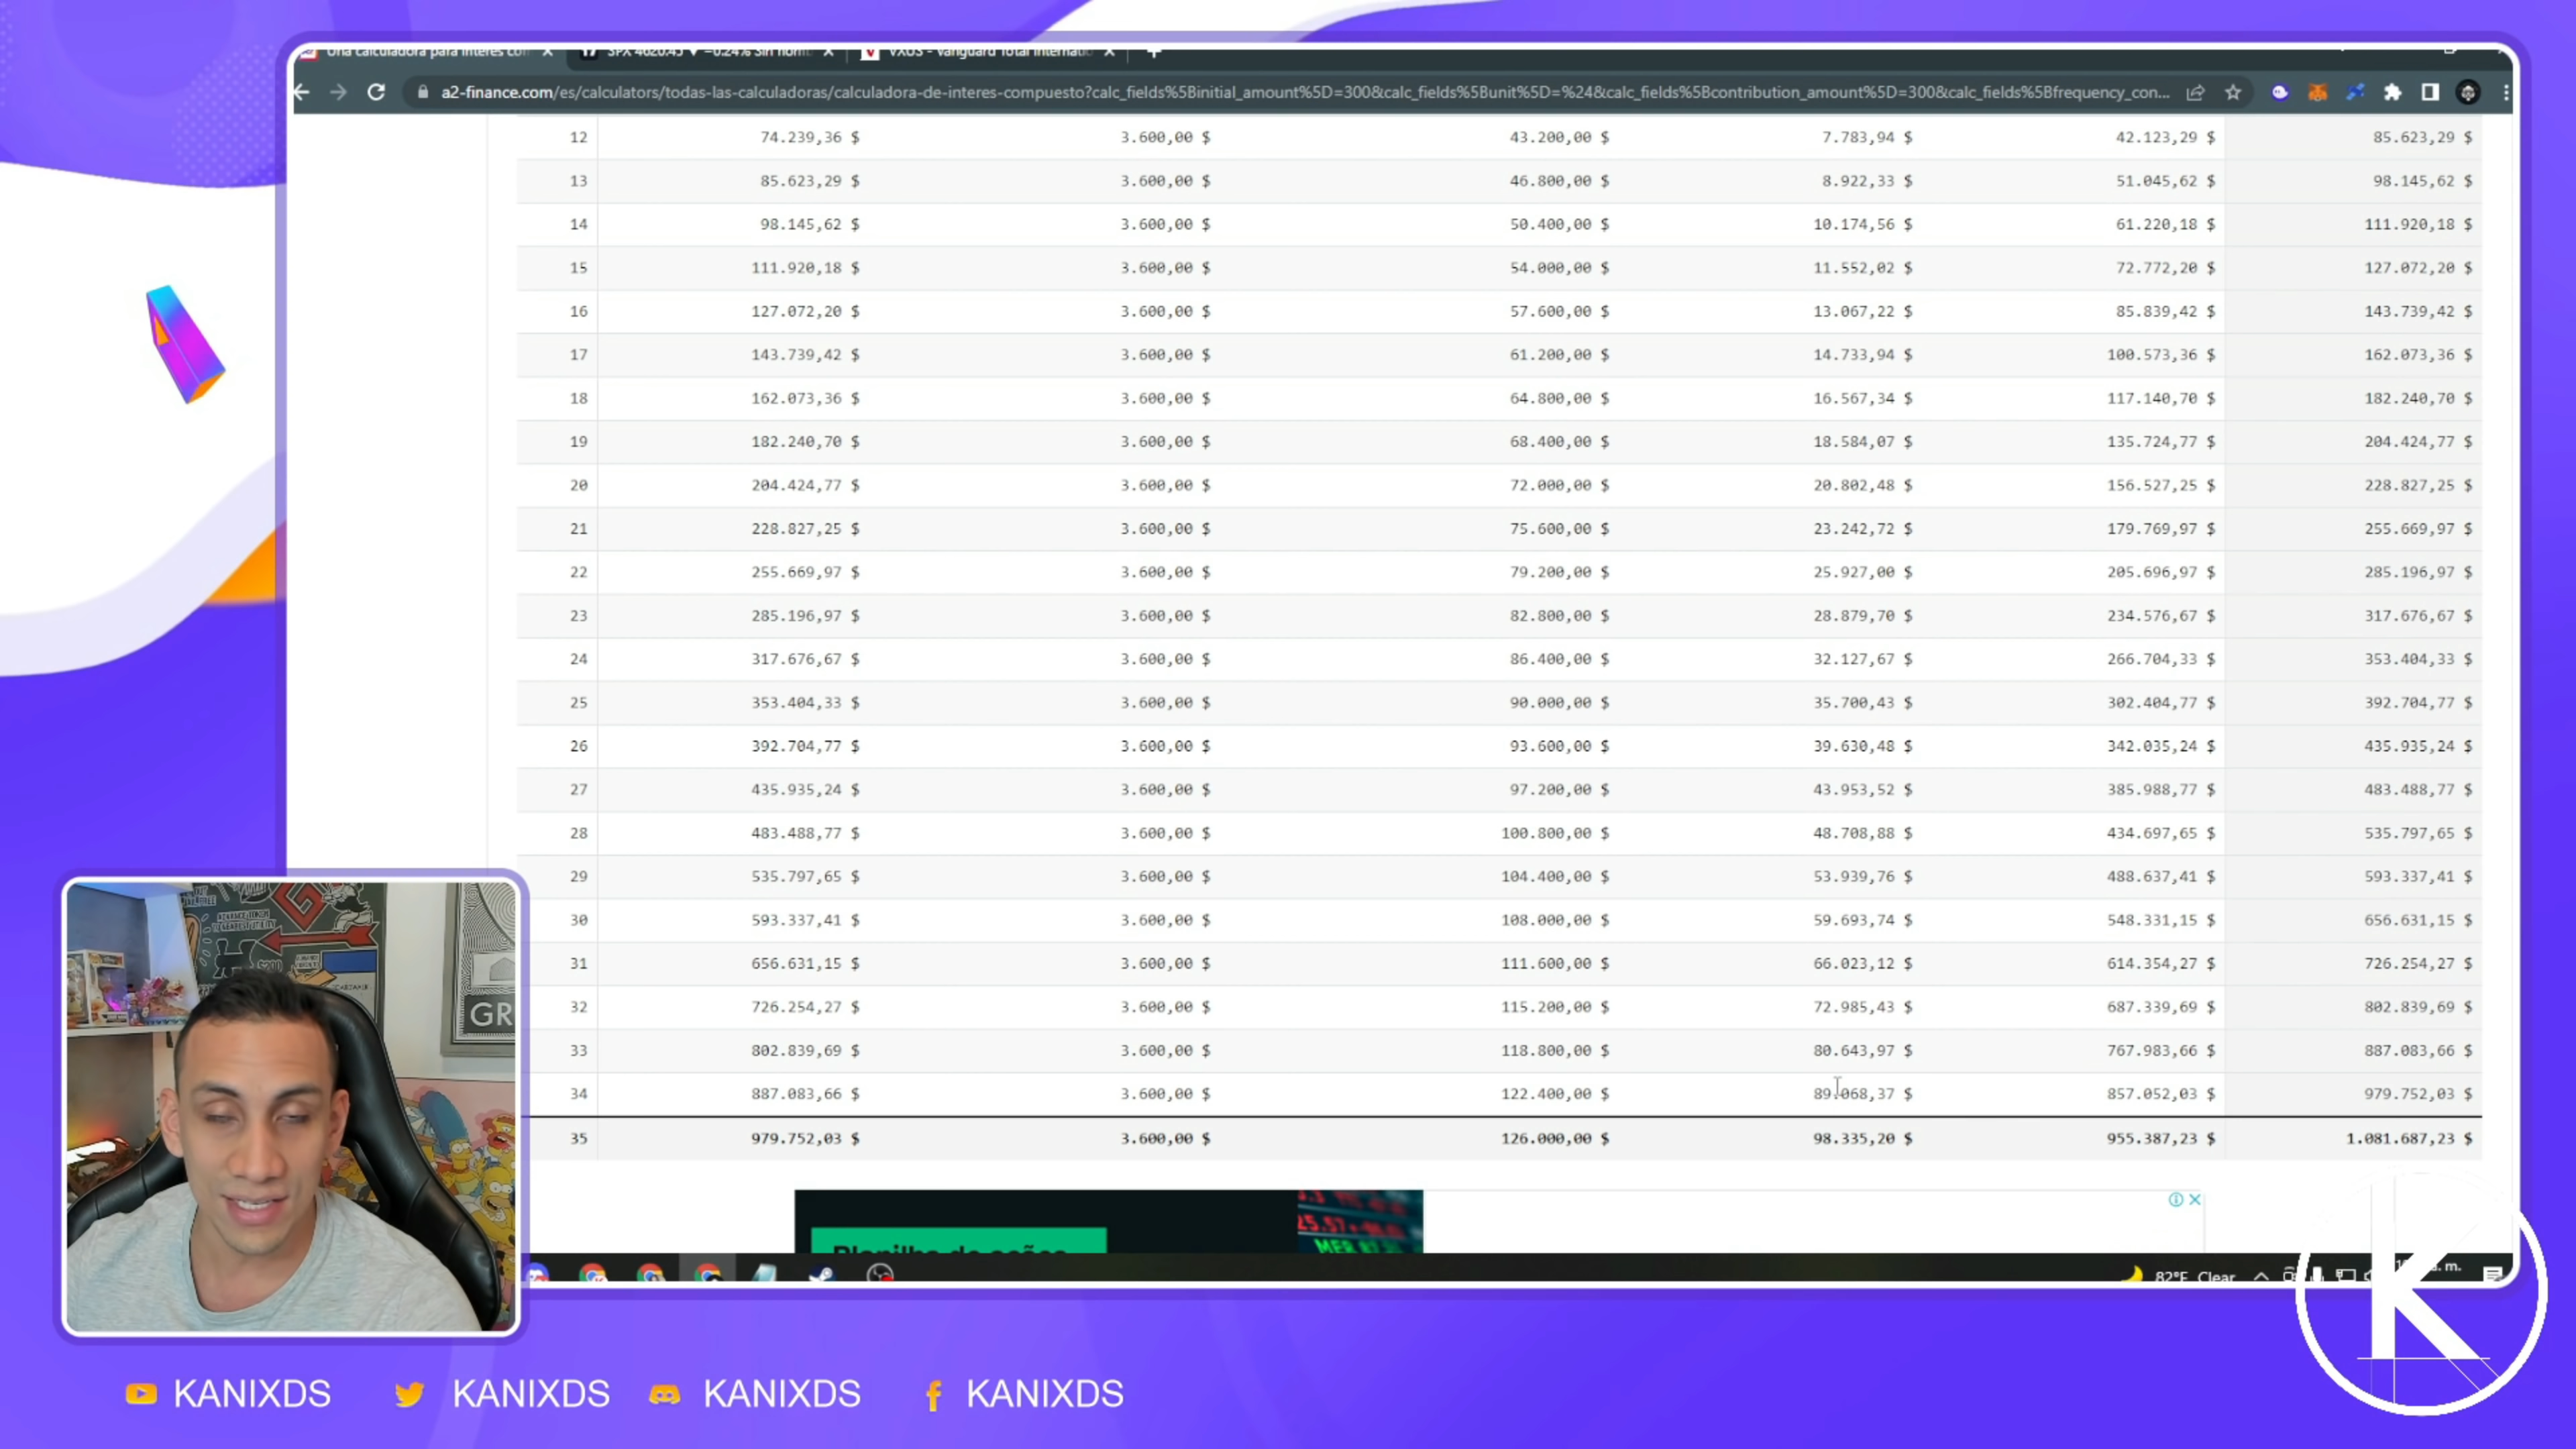 Una calculadora para interés com
SPX 4620.45 ▼ −0.24% Sin nom
VXUS - Vanguard Total Internatio
a2-finance.com/es/calculators/todas-las-calculadoras/calculadora-de-interes-compuesto?calc_fields%5Binitial_amount%5D=300&calc_fields%5Bunit%5D=%24&calc_fields%5Bcontribution_amount%5D=300&calc_fields%5Bfrequency_con...
12 74.239,36 $ 3.600,00 $ 43.200,00 $ 7.783,94 $ 42.123,29 $ 85.623,29 $
13 85.623,29 $ 3.600,00 $ 46.800,00 $ 8.922,33 $ 51.045,62 $ 98.145,62 $
14 98.145,62 $ 3.600,00 $ 50.400,00 $ 10.174,56 $ 61.220,18 $ 111.920,18 $
15 111.920,18 $ 3.600,00 $ 54.000,00 $ 11.552,02 $ 72.772,20 $ 127.072,20 $
16 127.072,20 $ 3.600,00 $ 57.600,00 $ 13.067,22 $ 85.839,42 $ 143.739,42 $
17 143.739,42 $ 3.600,00 $ 61.200,00 $ 14.733,94 $ 100.573,36 $ 162.073,36 $
18 162.073,36 $ 3.600,00 $ 64.800,00 $ 16.567,34 $ 117.140,70 $ 182.240,70 $
19 182.240,70 $ 3.600,00 $ 68.400,00 $ 18.584,07 $ 135.724,77 $ 204.424,77 $
20 204.424,77 $ 3.600,00 $ 72.000,00 $ 20.802,48 $ 156.527,25 $ 228.827,25 $
21 228.827,25 $ 3.600,00 $ 75.600,00 $ 23.242,72 $ 179.769,97 $ 255.669,97 $
22 255.669,97 $ 3.600,00 $ 79.200,00 $ 25.927,00 $ 205.696,97 $ 285.196,97 $
23 285.196,97 $ 3.600,00 $ 82.800,00 $ 28.879,70 $ 234.576,67 $ 317.676,67 $
24 317.676,67 $ 3.600,00 $ 86.400,00 $ 32.127,67 $ 266.704,33 $ 353.404,33 $
25 353.404,33 $ 3.600,00 $ 90.000,00 $ 35.700,43 $ 302.404,77 $ 392.704,77 $
26 392.704,77 $ 3.600,00 $ 93.600,00 $ 39.630,48 $ 342.035,24 $ 435.935,24 $
27 435.935,24 $ 3.600,00 $ 97.200,00 $ 43.953,52 $ 385.988,77 $ 483.488,77 $
28 483.488,77 $ 3.600,00 $ 100.800,00 $ 48.708,88 $ 434.697,65 $ 535.797,65 $
29 535.797,65 $ 3.600,00 $ 104.400,00 $ 53.939,76 $ 488.637,41 $ 593.337,41 $
30 593.337,41 $ 3.600,00 $ 108.000,00 $ 59.693,74 $ 548.331,15 $ 656.631,15 $
31 656.631,15 $ 3.600,00 $ 111.600,00 $ 66.023,12 $ 614.354,27 $ 726.254,27 $
32 726.254,27 $ 3.600,00 $ 115.200,00 $ 72.985,43 $ 687.339,69 $ 802.839,69 $
33 802.839,69 $ 3.600,00 $ 118.800,00 $ 80.643,97 $ 767.983,66 $ 887.083,66 $
34 887.083,66 $ 3.600,00 $ 122.400,00 $ 89.068,37 $ 857.052,03 $ 979.752,03 $
35 979.752,03 $ 3.600,00 $ 126.000,00 $ 98.335,20 $ 955.387,23 $ 1.081.687,23 $
Planilha de ações
GR
82°F Clear
K
KANIXDS KANIXDS KANIXDS KANIXDS